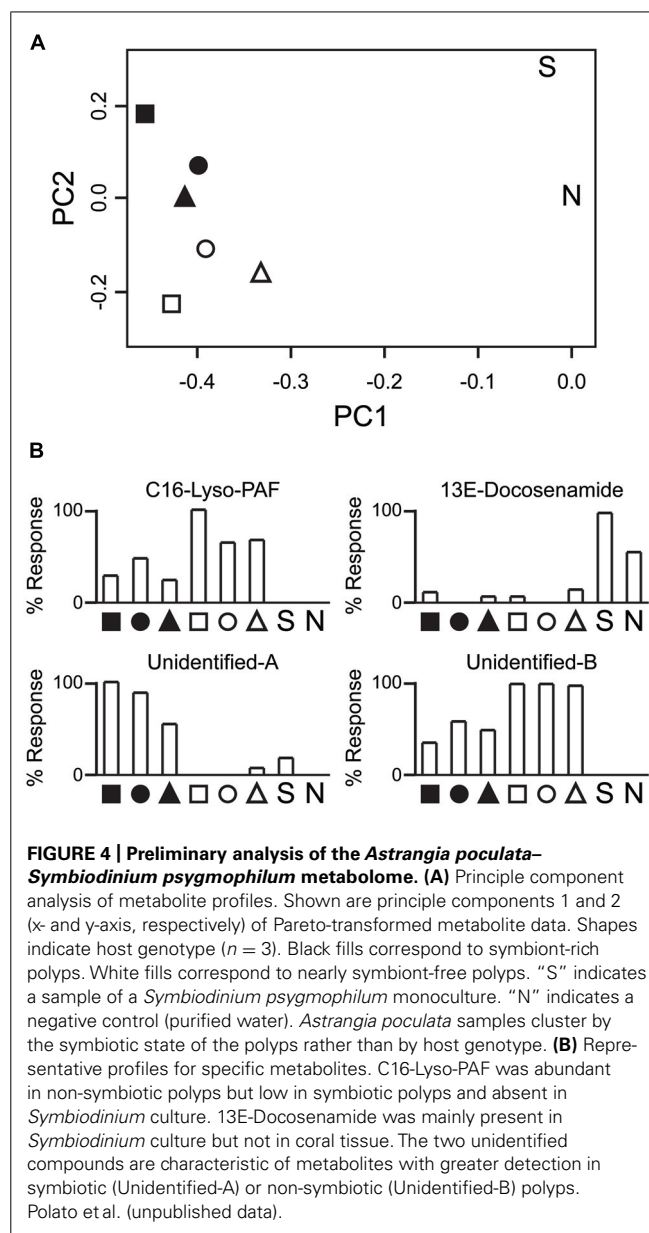 A
S
N
PC2
0.2
0.0
-0.2
-0.4 -0.3 -0.2 -0.1 0.0
PC1
B
C16-Lyso-PAF
% Response
100
0
S N
13E-Docosenamide
% Response
100
0
S N
Unidentified-A
% Response
100
0
S N
Unidentified-B
% Response
100
0
S N
FIGURE 4 | Preliminary analysis of the Astrangia poculata–
Symbiodinium psygmophilum metabolome. (A) Principle component
analysis of metabolite profiles. Shown are principle components 1 and 2
(x- and y-axis, respectively) of Pareto-transformed metabolite data. Shapes
indicate host genotype (n = 3). Black fills correspond to symbiont-rich
polyps. White fills correspond to nearly symbiont-free polyps. “S” indicates
a sample of a Symbiodinium psygmophilum monoculture. “N” indicates a
negative control (purified water). Astrangia poculata samples cluster by
the symbiotic state of the polyps rather than by host genotype. (B) Repre-
sentative profiles for specific metabolites. C16-Lyso-PAF was abundant
in non-symbiotic polyps but low in symbiotic polyps and absent in
Symbiodinium culture. 13E-Docosenamide was mainly present in
Symbiodinium culture but not in coral tissue. The two unidentified
compounds are characteristic of metabolites with greater detection in
symbiotic (Unidentified-A) or non-symbiotic (Unidentified-B) polyps.
Polato et al. (unpublished data).